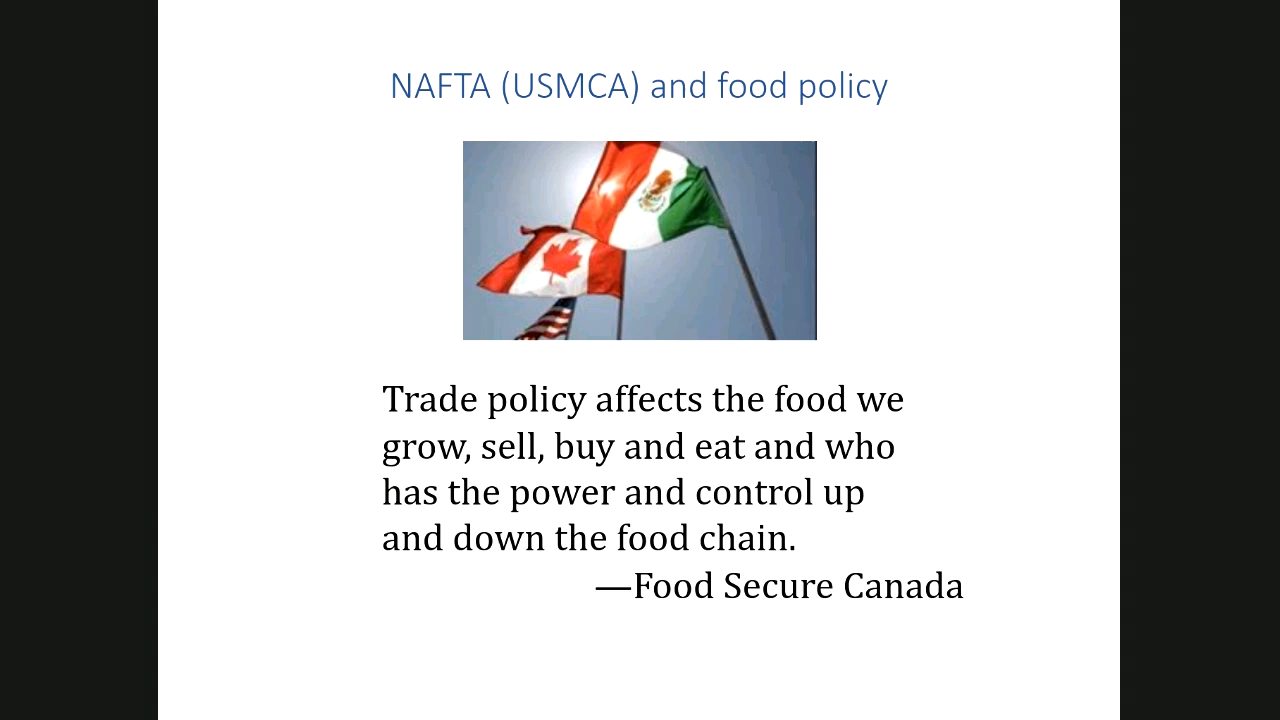 NAFTA (USMCA) and food policy
Trade policy affects the food we
grow, sell, buy and eat and who
has the power and control up
and down the food chain.
—Food Secure Canada